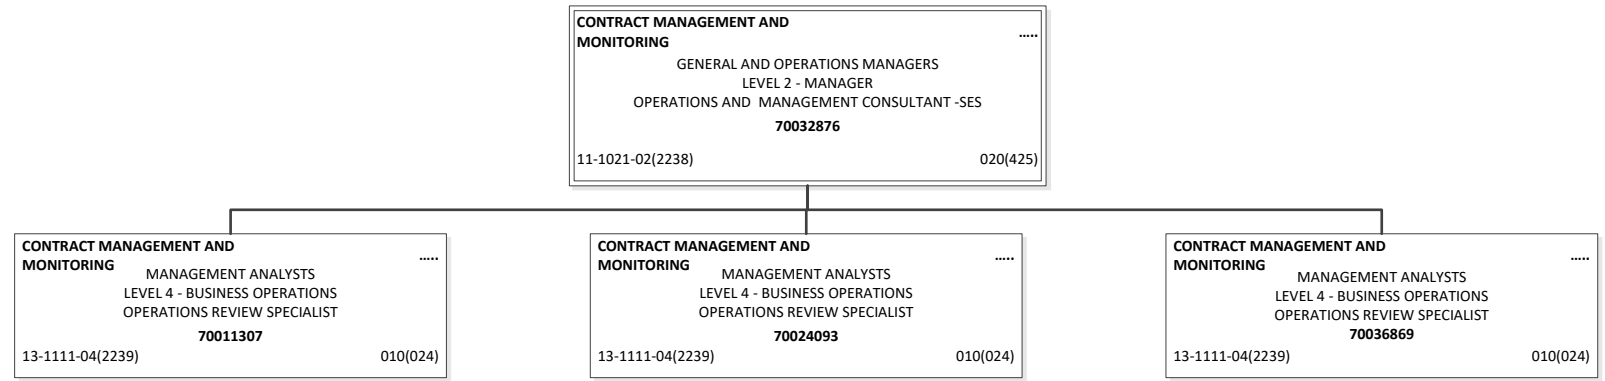 CONTRACT MANAGEMENT AND
MONITORING
.....
GENERAL AND OPERATIONS MANAGERS
LEVEL 2 - MANAGER
OPERATIONS AND  MANAGEMENT CONSULTANT -SES
70032876
11-1021-02(2238) 020(425)
CONTRACT MANAGEMENT AND
MONITORING
.....
MANAGEMENT ANALYSTS
LEVEL 4 - BUSINESS OPERATIONS
OPERATIONS REVIEW SPECIALIST
70011307
13-1111-04(2239) 010(024)
CONTRACT MANAGEMENT AND
MONITORING
.....
MANAGEMENT ANALYSTS
LEVEL 4 - BUSINESS OPERATIONS
OPERATIONS REVIEW SPECIALIST
70024093
13-1111-04(2239) 010(024)
CONTRACT MANAGEMENT AND
MONITORING
.....
MANAGEMENT ANALYSTS
LEVEL 4 - BUSINESS OPERATIONS
OPERATIONS REVIEW SPECIALIST
70036869
13-1111-04(2239) 010(024)